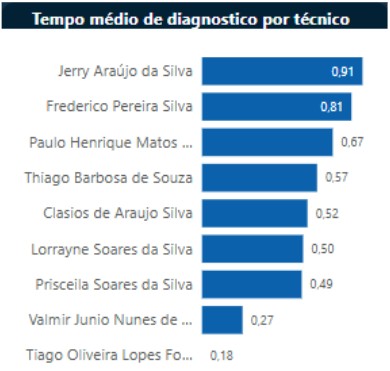 Tempo médio de diagnostico por técnico
Jerry Araújo da Silva 0,91
Frederico Pereira Silva 0,81
Paulo Henrique Matos ... 0,67
Thiago Barbosa de Souza 0,57
Clasios de Araujo Silva 0,52
Lorrayne Soares da Silva 0,50
Prisceila Soares da Silva 0,49
Valmir Junio Nunes de ... 0,27
Tiago Oliveira Lopes Fo... 0,18